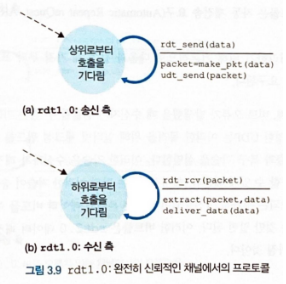 상위로부터
호출을
기다림
rdt_send(data)
packet=make_pkt(data)
udt_send(packet)
(a) rdt1.0: 송신 측
하위로부터
호출을
기다림
rdt_rcv(packet)
extract(packet,data)
deliver_data(data)
(b) rdt1.0: 수신 측
그림 3.9 rdt1.0: 완전히 신뢰적인 채널에서의 프로토콜